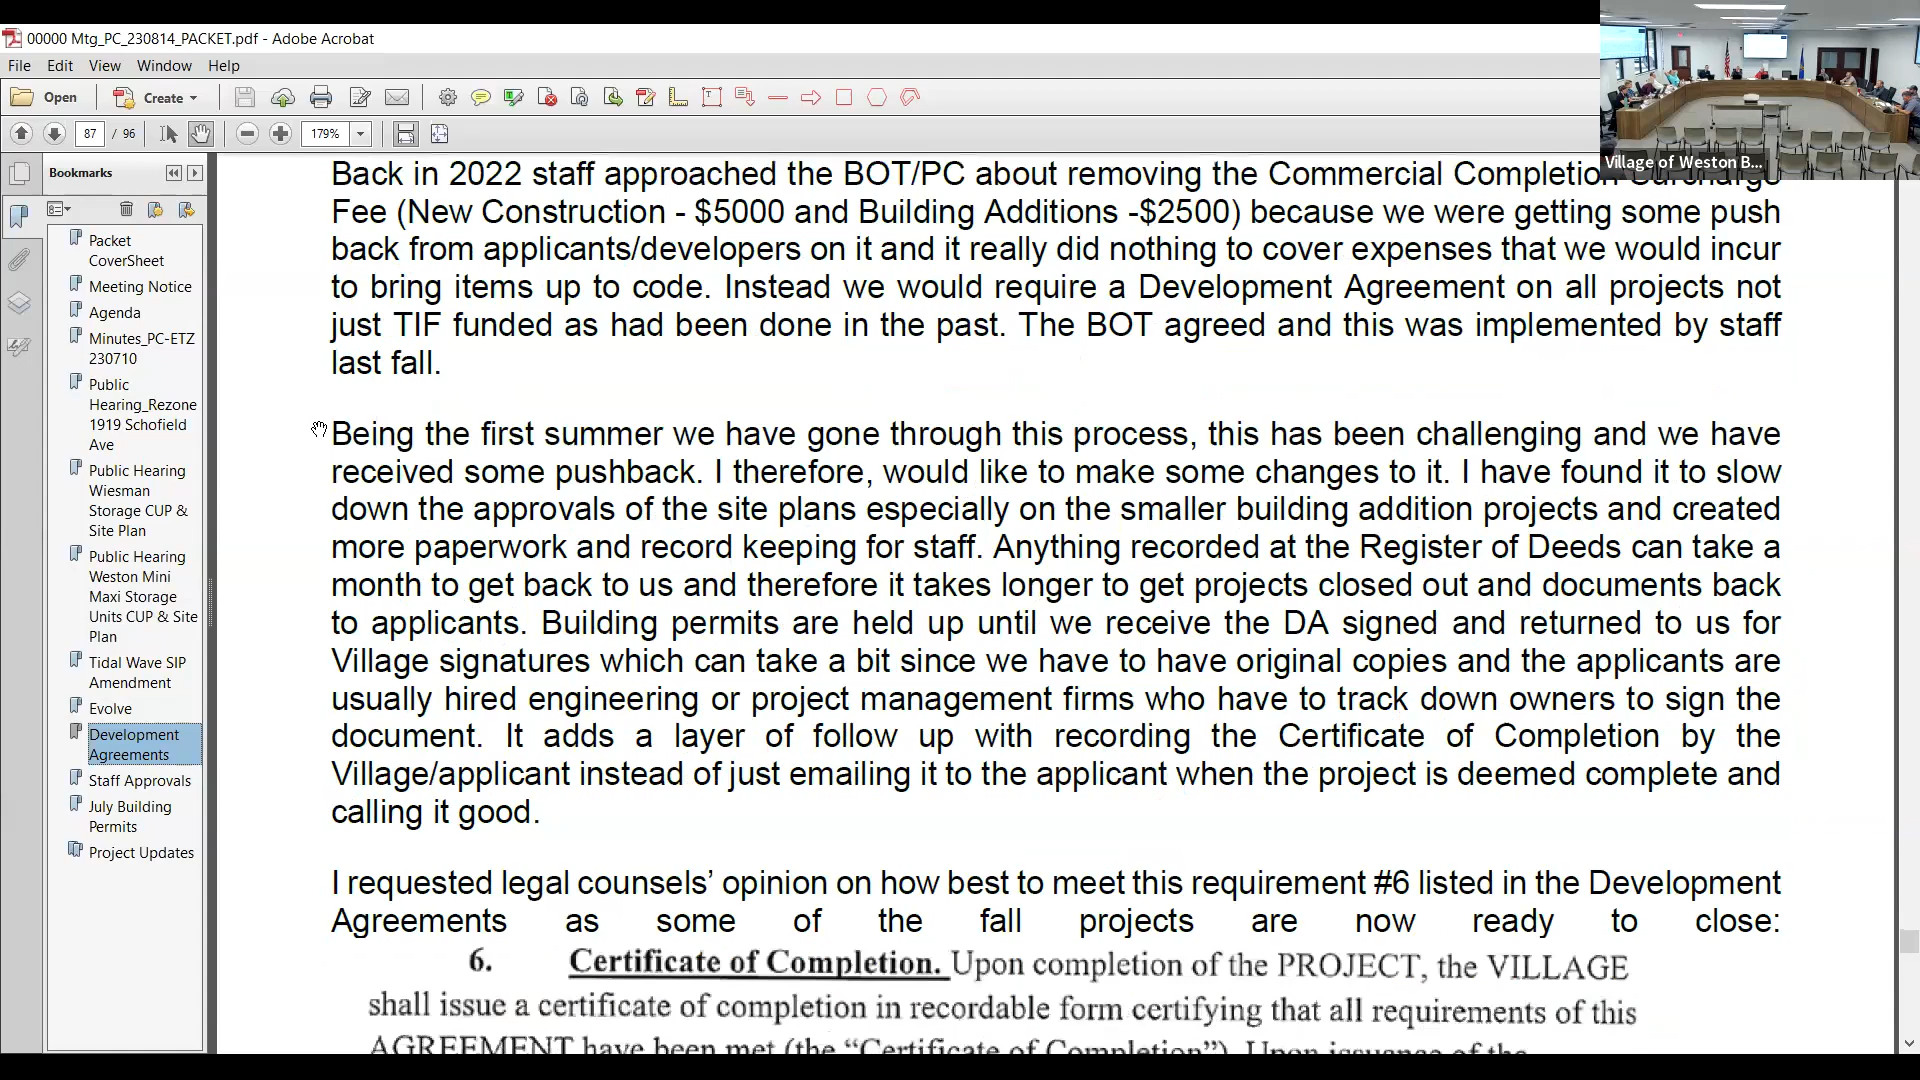 00000 Mtg_PC_230814_PACKET.pdf - Adobe Acrobat
File Edit View Window Help
Open Create
87 / 96 179%
Village of Weston B...
Bookmarks
Packet
CoverSheet
Meeting Notice
Agenda
Minutes_PC-ETZ
230710
Public
Hearing_Rezone
1919 Schofield
Ave
Public Hearing
Wiesman
Storage CUP &
Site Plan
Public Hearing
Weston Mini
Maxi Storage
Units CUP & Site
Plan
Tidal Wave SIP
Amendment
Evolve
Development
Agreements
Staff Approvals
July Building
Permits
Project Updates
Back in 2022 staff approached the BOT/PC about removing the Commercial Completion Surcharge
Fee (New Construction - $5000 and Building Additions -$2500) because we were getting some push
back from applicants/developers on it and it really did nothing to cover expenses that we would incur
to bring items up to code. Instead we would require a Development Agreement on all projects not
just TIF funded as had been done in the past. The BOT agreed and this was implemented by staff
last fall.
Being the first summer we have gone through this process, this has been challenging and we have
received some pushback. I therefore, would like to make some changes to it. I have found it to slow
down the approvals of the site plans especially on the smaller building addition projects and created
more paperwork and record keeping for staff. Anything recorded at the Register of Deeds can take a
month to get back to us and therefore it takes longer to get projects closed out and documents back
to applicants. Building permits are held up until we receive the DA signed and returned to us for
Village signatures which can take a bit since we have to have original copies and the applicants are
usually hired engineering or project management firms who have to track down owners to sign the
document. It adds a layer of follow up with recording the Certificate of Completion by the
Village/applicant instead of just emailing it to the applicant when the project is deemed complete and
calling it good.
I requested legal counsels’ opinion on how best to meet this requirement #6 listed in the Development
Agreements as some of the fall projects are now ready to close:
6. Certificate of Completion. Upon completion of the PROJECT, the VILLAGE
shall issue a certificate of completion in recordable form certifying that all requirements of this
AGREEMENT have been met (the “Certificate of Completion”). Upon issuance of the